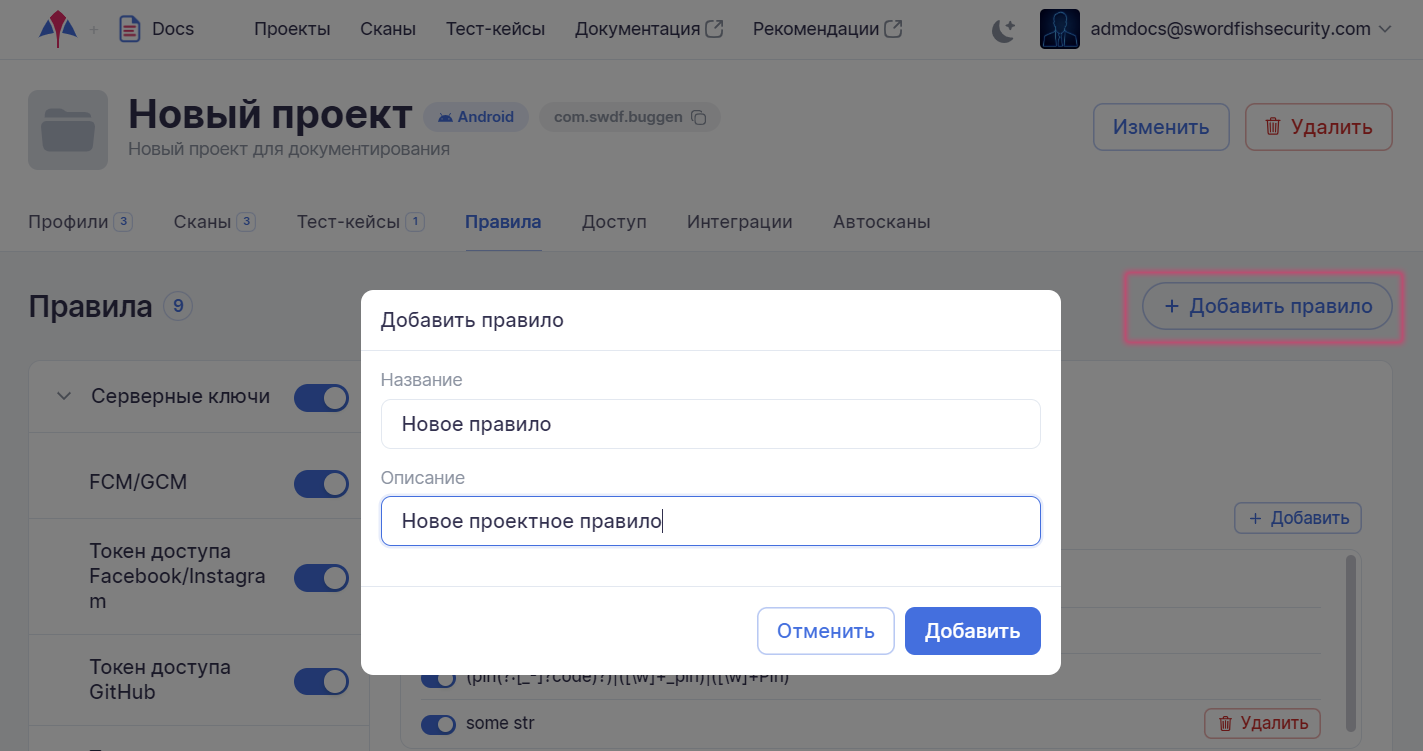 + Docs Проекты Сканы Тест-кейсы Документация Рекомендации admdocs@swordfishsecurity.com
Новый проект Android com.swdf.buggen
Новый проект для документирования
Изменить Удалить
Профили 3 Сканы 3 Тест-кейсы 1 Правила Доступ Интеграции Автосканы
Правила 9
+ Добавить правило
Добавить правило
Название
Новое правило
Описание
Новое проектное правило
Отменить Добавить
Серверные ключи
FCM/GCM
Токен доступа
Facebook/Instagra
m
Токен доступа
GitHub
+ Добавить
(pin(?:[_-]?code)?)|([\w]+_pin)|([\w]+Pin)
some str Удалить